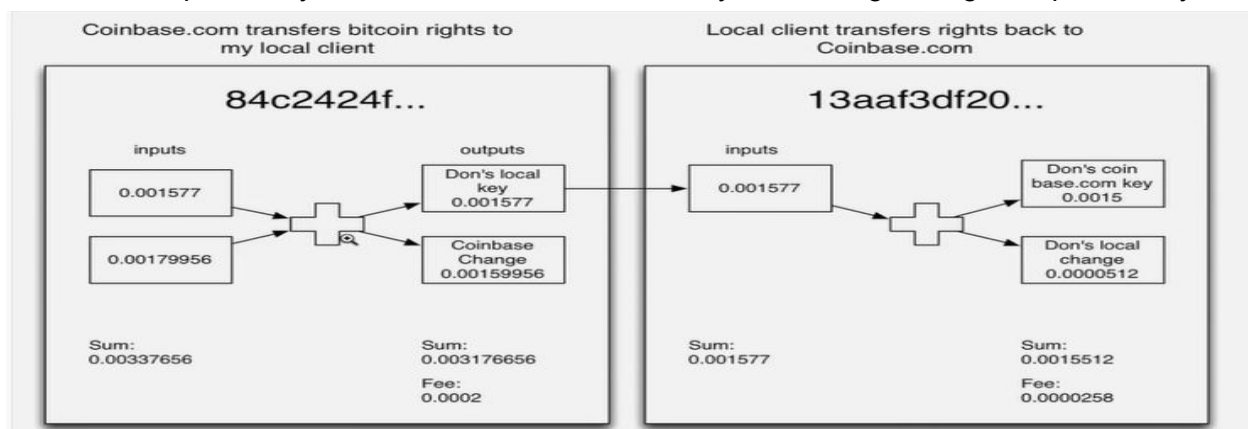 Coinbase.com transfers bitcoin rights to
my local client
84c2424f...
inputs
outputs
0.001577
0.00179956
Don's local
key
0.001577
Coinbase
Change
0.00159956
Sum:
0.00337656
Sum:
0.003176656
Fee:
0.0002
Local client transfers rights back to
Coinbase.com
13aaf3df20...
inputs
0.001577
Don's coin
base.com key
0.0015
Don's local
change
0.0000512
Sum:
0.001577
Sum:
0.0015512
Fee:
0.0000258